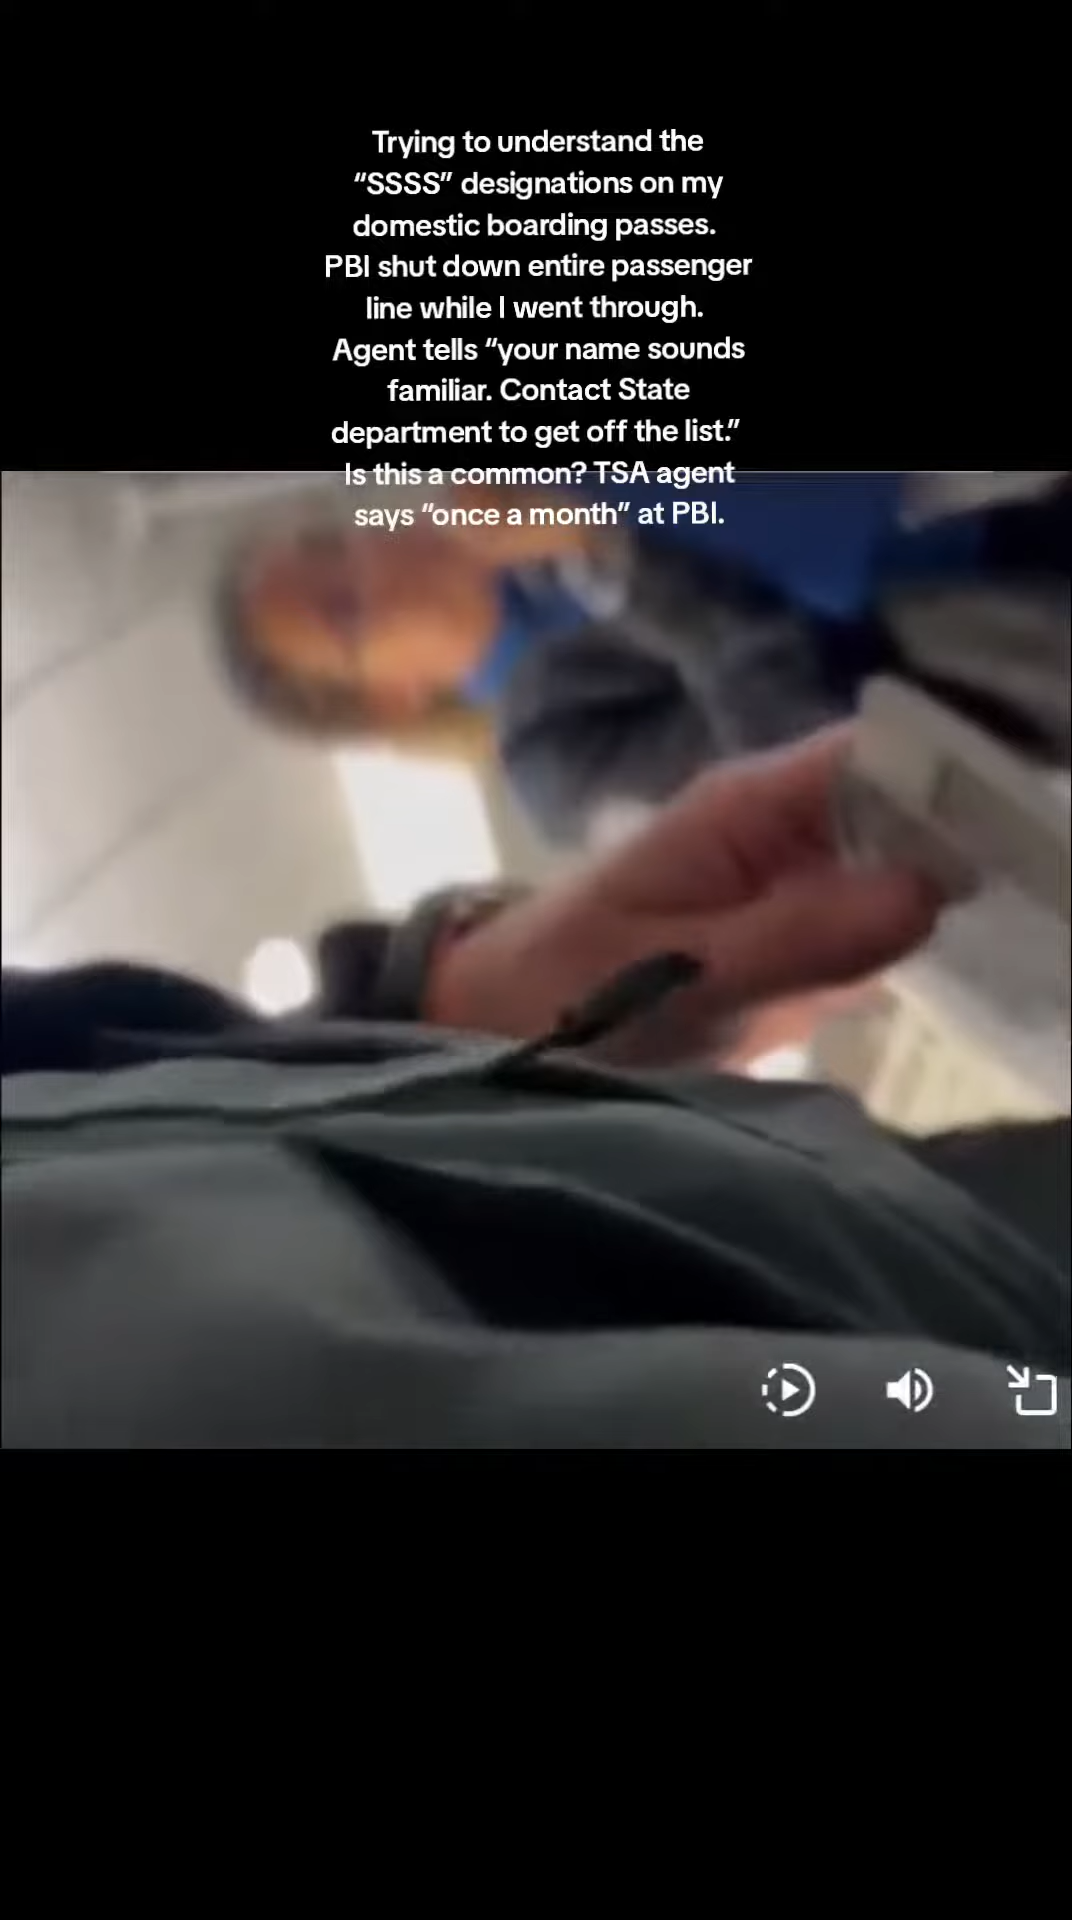 Trying to understand the
“SSSS” designations on my
domestic boarding passes.
PBI shut down entire passenger
line while I went through.
Agent tells “your name sounds
familiar. Contact State
department to get off the list.”
Is this a common? TSA agent
says “once a month” at PBI.